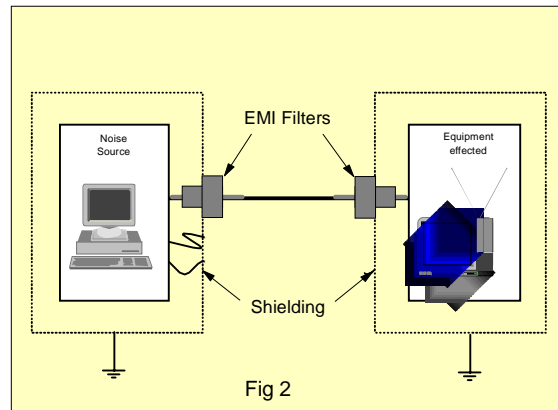 EMI Filters
Noise
Source
Equipment
effected
Shielding
Fig 2